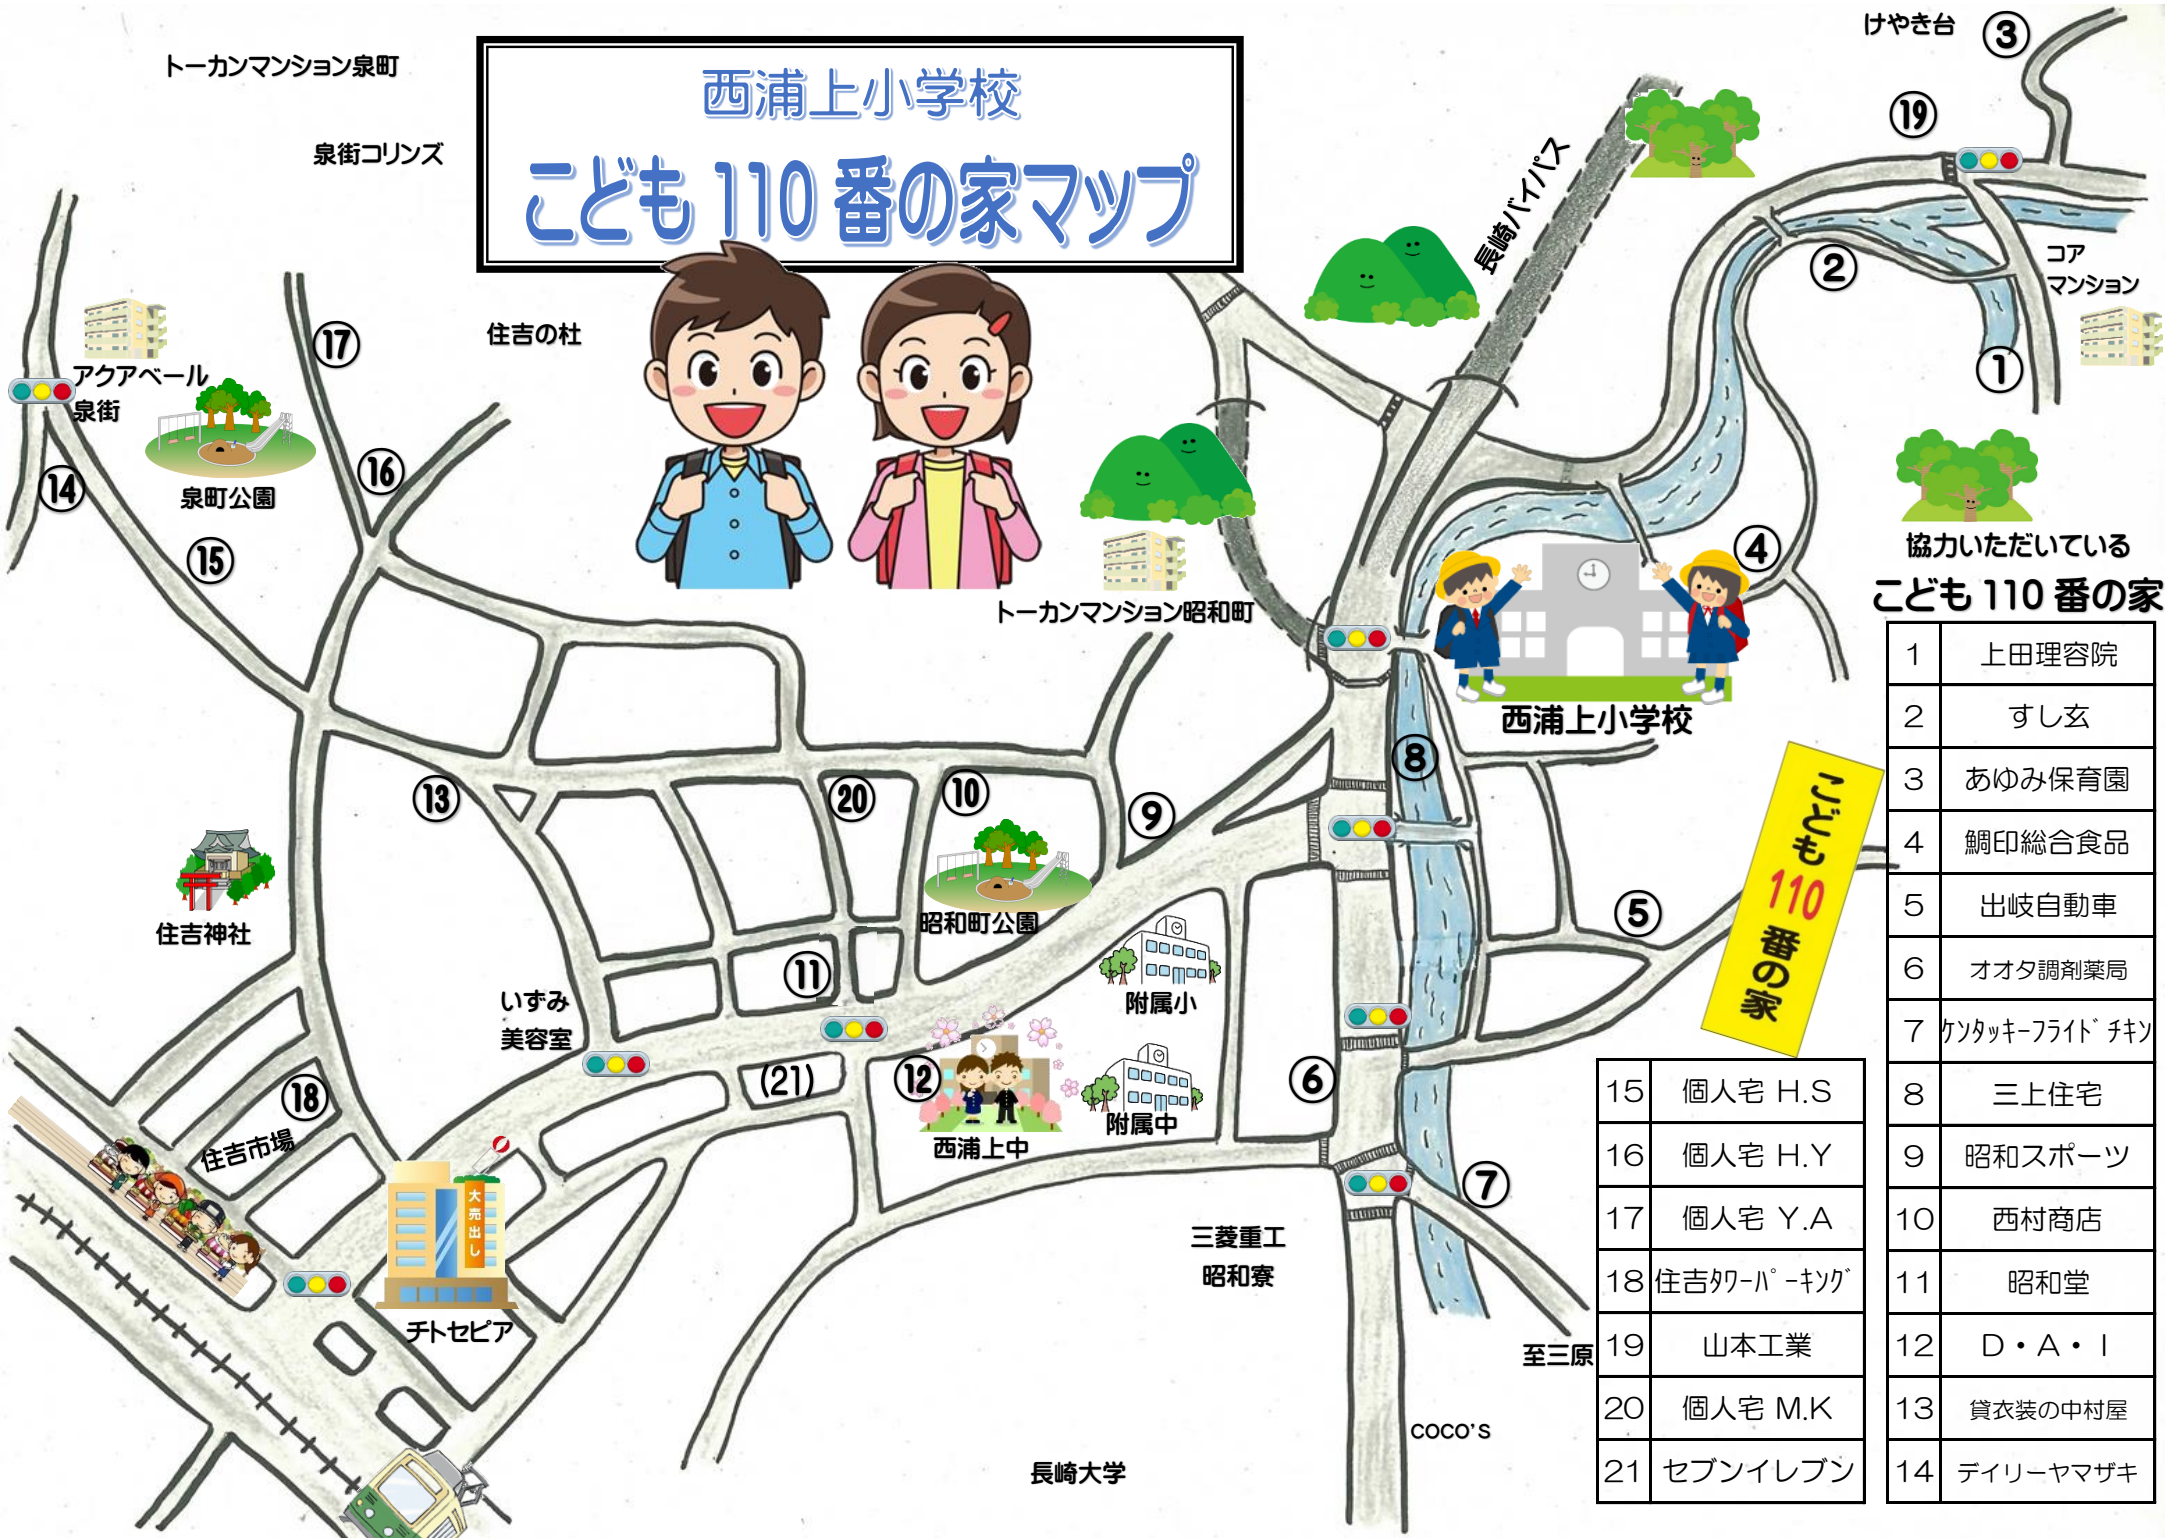 西浦上小学校
こども110番の家マップ
トーカンマンション泉町
泉街コリンズ
けやき台
③
⑲
長崎バイパス
②
コア
マンション
①
⑰
住吉の杜
アクアベール
泉街
泉町公園
⑯
⑭
⑮
トーカンマンション昭和町
④
西浦上小学校
⑧
協力いただいている
こども110番の家
⑬
⑳
⑩
⑨
住吉神社
昭和町公園
⑤
こども110番の家
⑪
いずみ
美容室
附属小
⑫
(21)
西浦上中
附属中
⑥
⑱
住吉市場
大売出し
チトセピア
⑦
三菱重工
昭和寮
至三原
coco's
長崎大学
1 上田理容院
2 すし玄
3 あゆみ保育園
4 鯛印総合食品
5 出岐自動車
6 オオタ調剤薬局
7 ｹﾝﾀｯｷｰﾌﾗｲﾄﾞﾁｷﾝ
8 三上住宅
9 昭和スポーツ
10 西村商店
11 昭和堂
12 D・A・I
13 貸衣装の中村屋
14 デイリーヤマザキ
15 個人宅 H.S
16 個人宅 H.Y
17 個人宅 Y.A
18 住吉ﾀﾜｰﾊﾟｰｷﾝｸﾞ
19 山本工業
20 個人宅 M.K
21 セブンイレブン